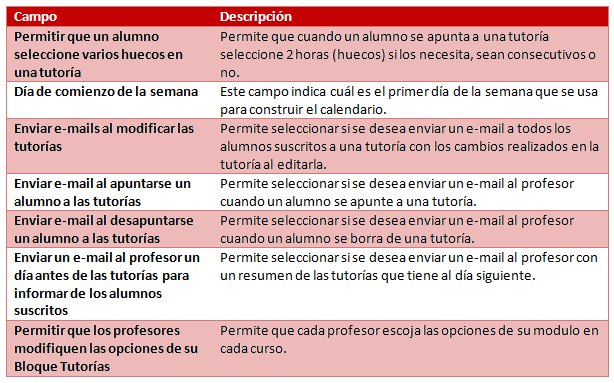 Campo Descripción
Permitir que un alumno Permite que cuando un alumno se apunta a una tutoría
seleccione varios huecos en seleccione 2 horas (huecos) si los necesita, sean consecutivos o
una tutoría no.
Día de comienzo de la semana Este campo indica cuál es el primer día de la semana que se usa
para construir el calendario.
Enviar e-mails al modificar las Permite seleccionar si se desea enviar un e-mail a todos los
tutorías alumnos suscritos a una tutoría con los cambios realizados en la
tutoría al editarla.
Enviar e-mail al apuntarse un Permite seleccionar si se desea enviar un e-mail al profesor
alumno a las tutorías cuando un alumno se apunte a una tutoría.
Enviar e-mail al desapuntarse Permite seleccionar si se desea enviar un e-mail al profesor
un alumno a las tutorías cuando un alumno se borra de una tutoría.
Enviar un e-mail al profesor un Permite seleccionar si se desea enviar un e-mail al profesor con
día antes de las tutorías para un resumen de las tutorías que tiene al día siguiente.
informar de los alumnos
suscritos
Permitir que los profesores Permite que cada profesor escoja las opciones de su modulo en
modifiquen las opciones de su cada curso.
Bloque Tutorías